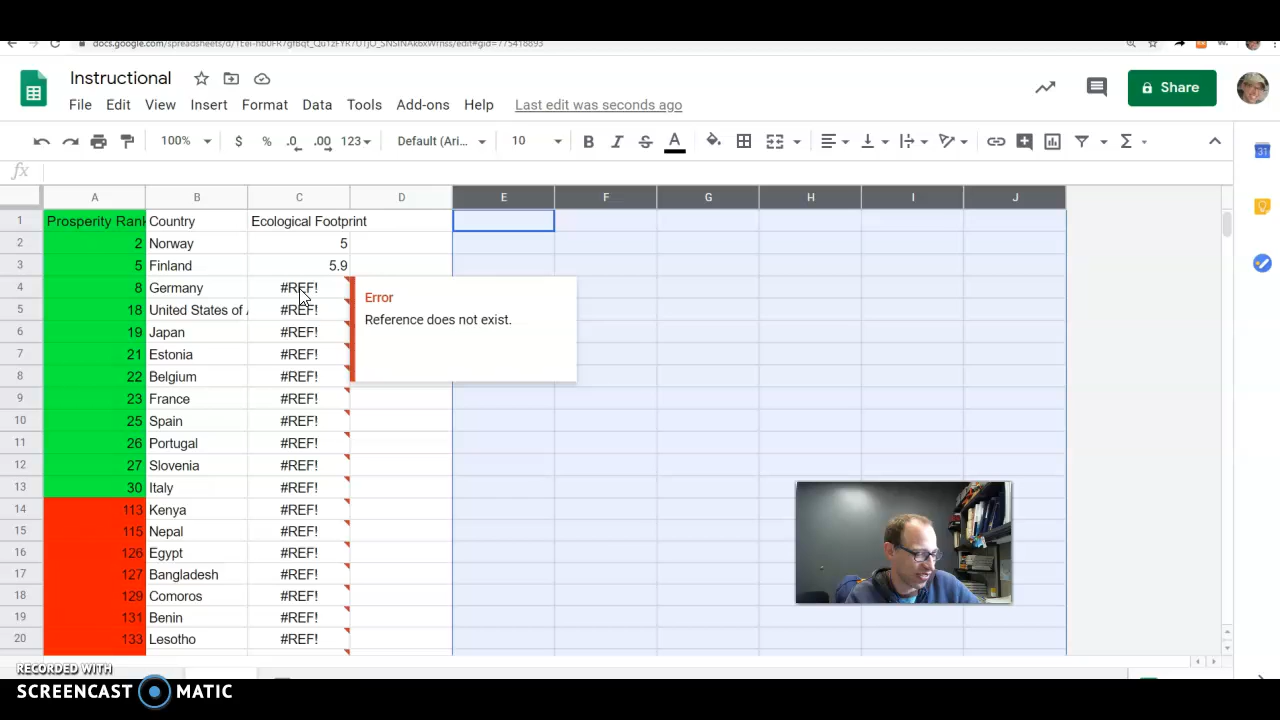 Instructional
File Edit View Insert Format Data Tools Add-ons Help Last edit was seconds ago
Share
100% $ % .0 .00 123 Default (Ari... 10 B I S A Σ
31
fx
A B C D E F G H I J
1 Prosperity Rank Country Ecological Footprint
2 2 Norway 5
3 5 Finland 5.9
4 8 Germany #REF!
Error
Reference does not exist.
5 18 United States of #REF!
6 19 Japan #REF!
7 21 Estonia #REF!
8 22 Belgium #REF!
9 23 France #REF!
10 25 Spain #REF!
11 26 Portugal #REF!
12 27 Slovenia #REF!
13 30 Italy #REF!
14 113 Kenya #REF!
15 115 Nepal #REF!
16 126 Egypt #REF!
17 127 Bangladesh #REF!
18 129 Comoros #REF!
19 131 Benin #REF!
20 133 Lesotho #REF!
RECORDED WITH
SCREENCAST MATIC